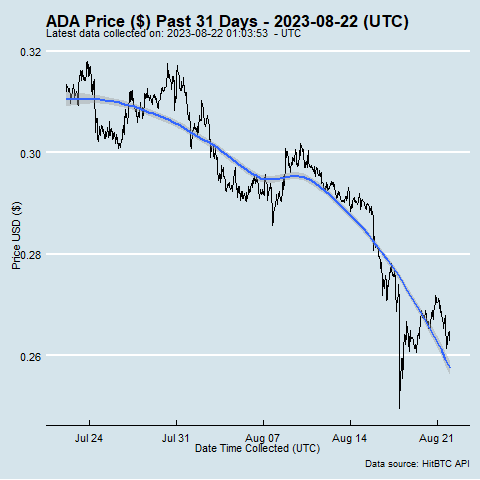 ADA Price ($) Past 31 Days - 2023-08-22 (UTC)
Latest data collected on: 2023-08-22 01:03:53 - UTC
0.32
0.30
0.28
0.26
Price USD ($)
Jul 24
Jul 31
Aug 07
Aug 14
Aug 21
Date Time Collected (UTC)
Data source: HitBTC API